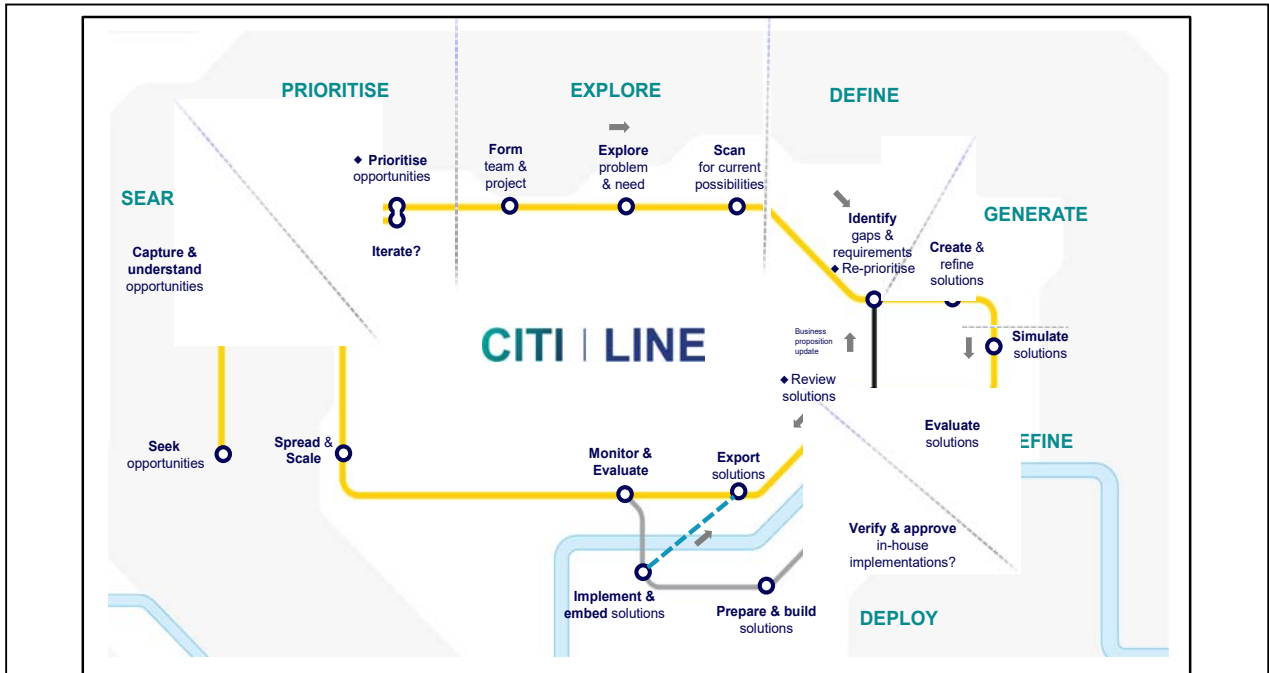 PRIORITISE
EXPLORE
DEFINE
SEAR
GENERATE
◆ Prioritise
opportunities
Form
team &
project
Explore
problem
& need
Scan
for current
possibilities
Identify
gaps &
requirements
◆ Re-prioritise
Create &
refine
solutions
Capture &
understand
opportunities
Iterate?
CITI | LINE
Business
proposition
update
Simulate
solutions
◆ Review
solutions
Evaluate
solutions
EFINE
Seek
opportunities
Spread &
Scale
Monitor &
Evaluate
Export
solutions
Verify & approve
in-house
implementations?
Implement &
embed solutions
Prepare & build
solutions
DEPLOY